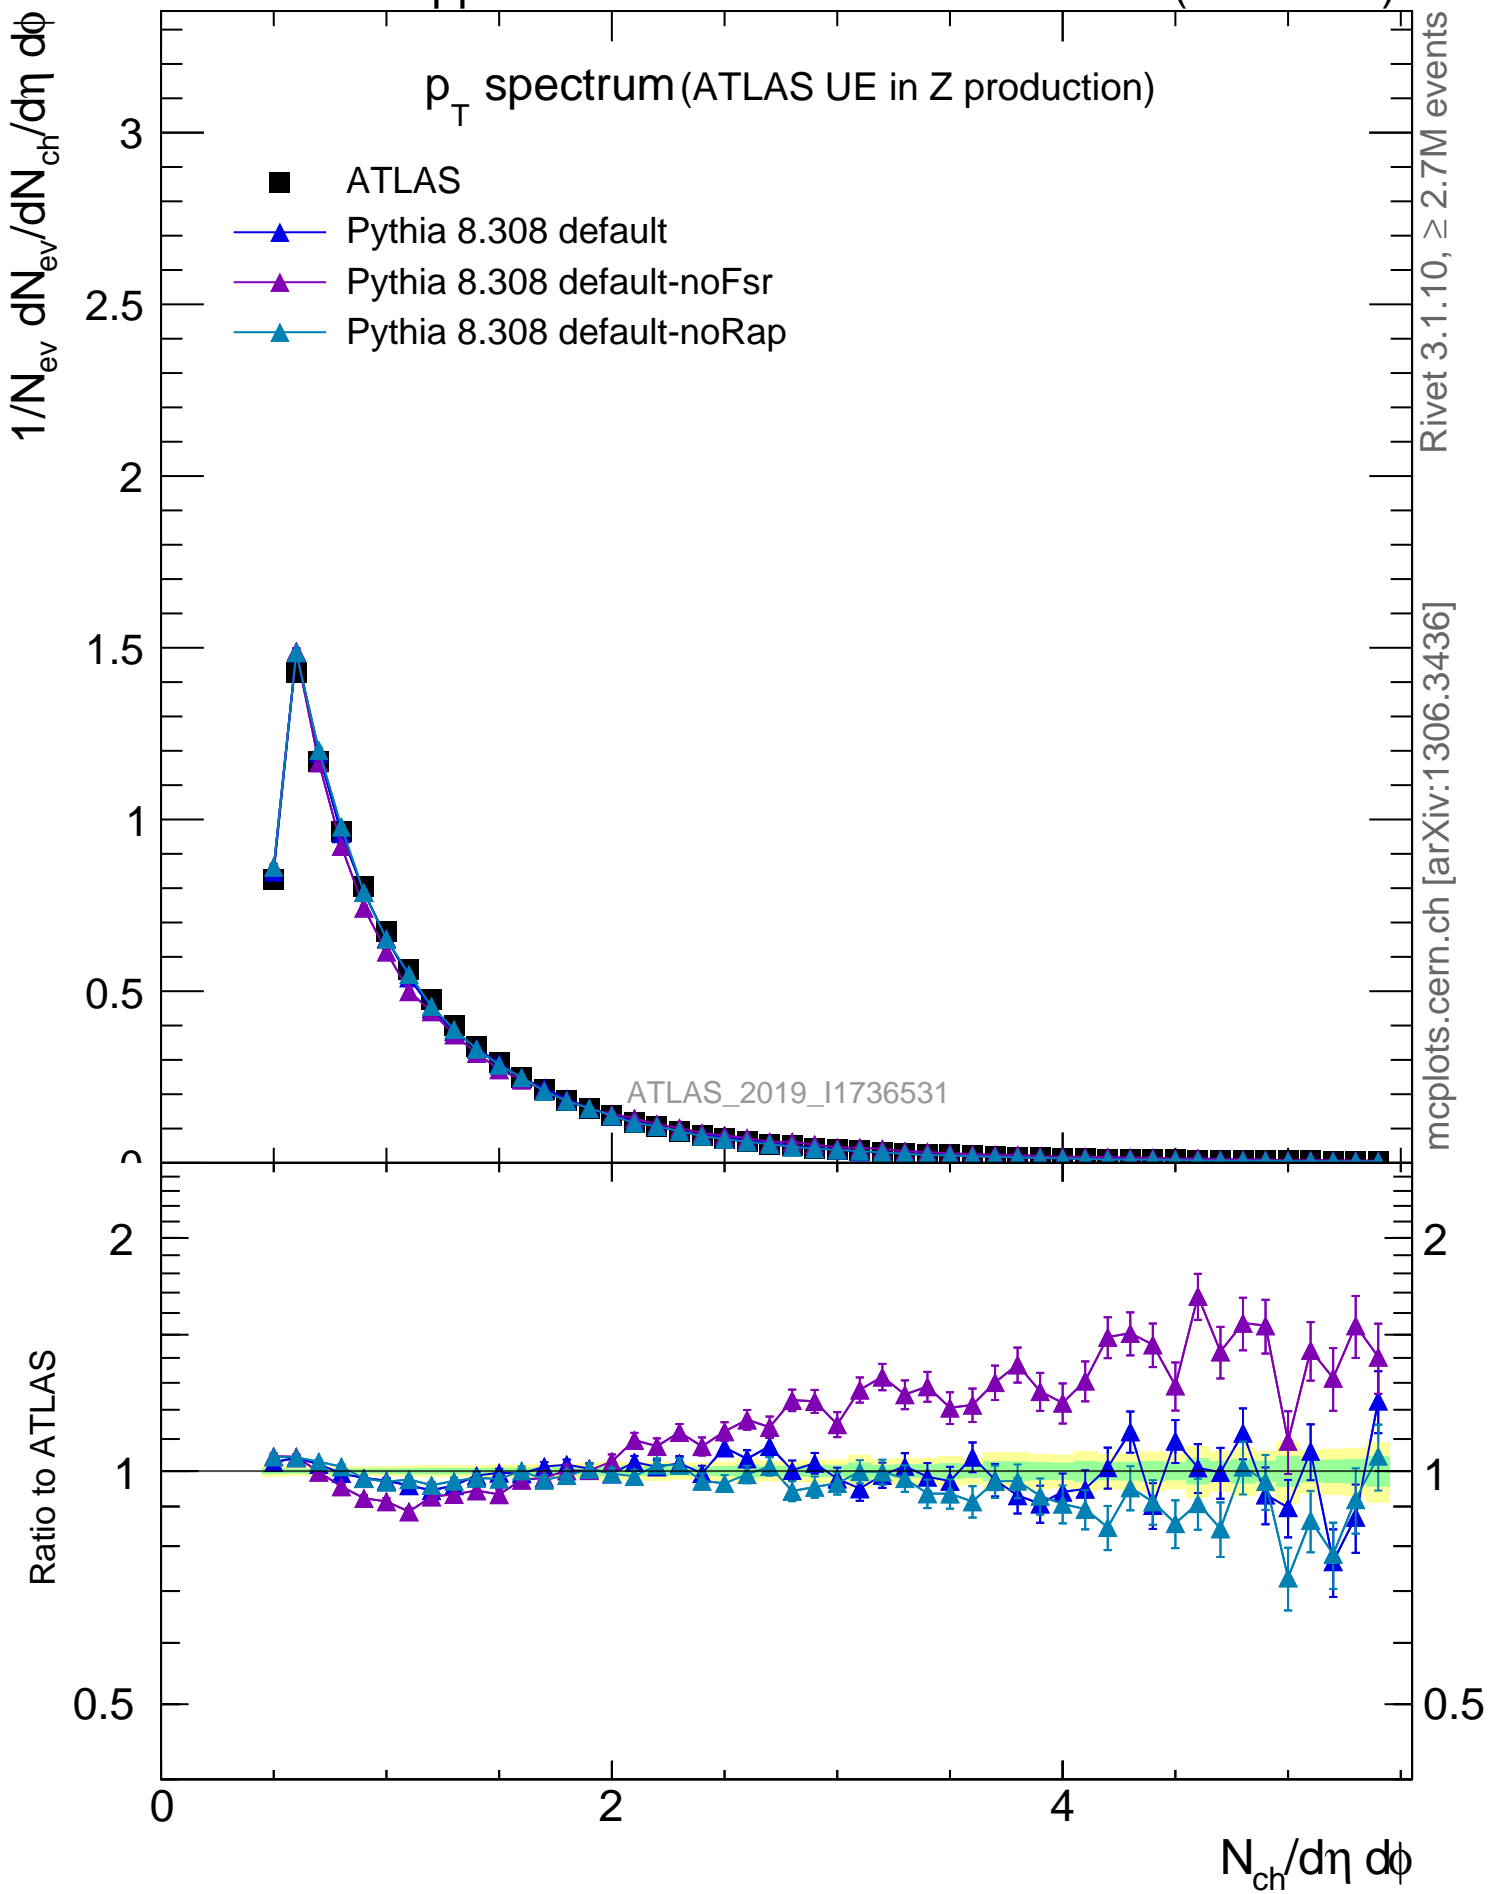 p_T spectrum (ATLAS UE in Z production)
ATLAS
Pythia 8.308 default
Pythia 8.308 default-noFsr
Pythia 8.308 default-noRap
1/N_ev dN_ev/dN_ch/dη dϕ
3
2.5
2
1.5
1
0.5
0
ATLAS_2019_I1736531
Rivet 3.1.10, ≥ 2.7M events
mcplots.cern.ch [arXiv:1306.3436]
Ratio to ATLAS
2
1
0.5
2
1
0.5
0
2
4
N_ch/dη dϕ